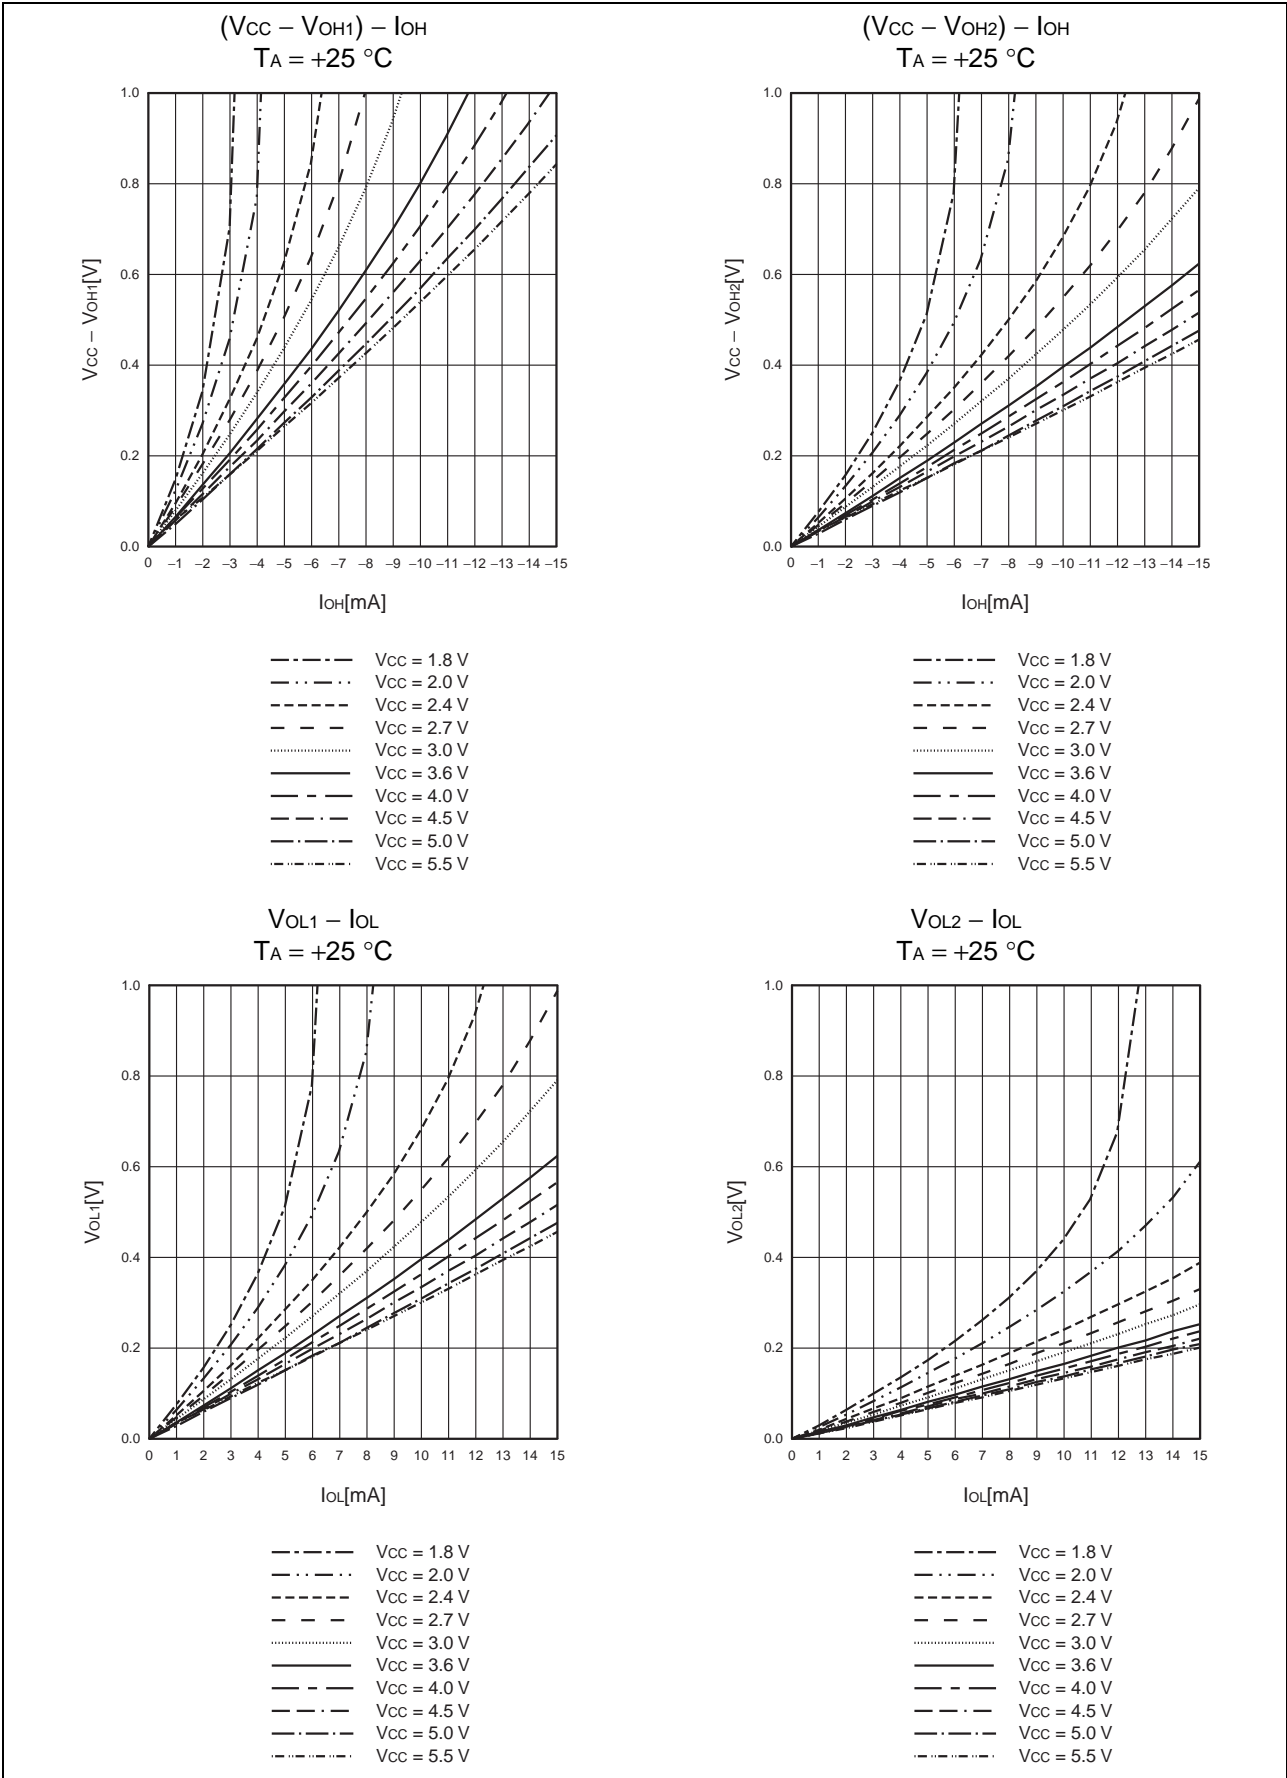 (VCC – VOH1) – IOH
TA = +25 °C
1.0
0.8
0.6
0.4
0.2
0.0
VCC – VOH1[V]
0 –1 –2 –3 –4 –5 –6 –7 –8 –9 –10 –11 –12 –13 –14 –15
IOH[mA]
VCC = 1.8 V
VCC = 2.0 V
VCC = 2.4 V
VCC = 2.7 V
VCC = 3.0 V
VCC = 3.6 V
VCC = 4.0 V
VCC = 4.5 V
VCC = 5.0 V
VCC = 5.5 V
(VCC – VOH2) – IOH
TA = +25 °C
1.0
0.8
0.6
0.4
0.2
0.0
VCC – VOH2[V]
0 –1 –2 –3 –4 –5 –6 –7 –8 –9 –10 –11 –12 –13 –14 –15
IOH[mA]
VCC = 1.8 V
VCC = 2.0 V
VCC = 2.4 V
VCC = 2.7 V
VCC = 3.0 V
VCC = 3.6 V
VCC = 4.0 V
VCC = 4.5 V
VCC = 5.0 V
VCC = 5.5 V
VOL1 – IOL
TA = +25 °C
1.0
0.8
0.6
0.4
0.2
0.0
VOL1[V]
0 1 2 3 4 5 6 7 8 9 10 11 12 13 14 15
IOL[mA]
VCC = 1.8 V
VCC = 2.0 V
VCC = 2.4 V
VCC = 2.7 V
VCC = 3.0 V
VCC = 3.6 V
VCC = 4.0 V
VCC = 4.5 V
VCC = 5.0 V
VCC = 5.5 V
VOL2 – IOL
TA = +25 °C
1.0
0.8
0.6
0.4
0.2
0.0
VOL2[V]
0 1 2 3 4 5 6 7 8 9 10 11 12 13 14 15
IOL[mA]
VCC = 1.8 V
VCC = 2.0 V
VCC = 2.4 V
VCC = 2.7 V
VCC = 3.0 V
VCC = 3.6 V
VCC = 4.0 V
VCC = 4.5 V
VCC = 5.0 V
VCC = 5.5 V